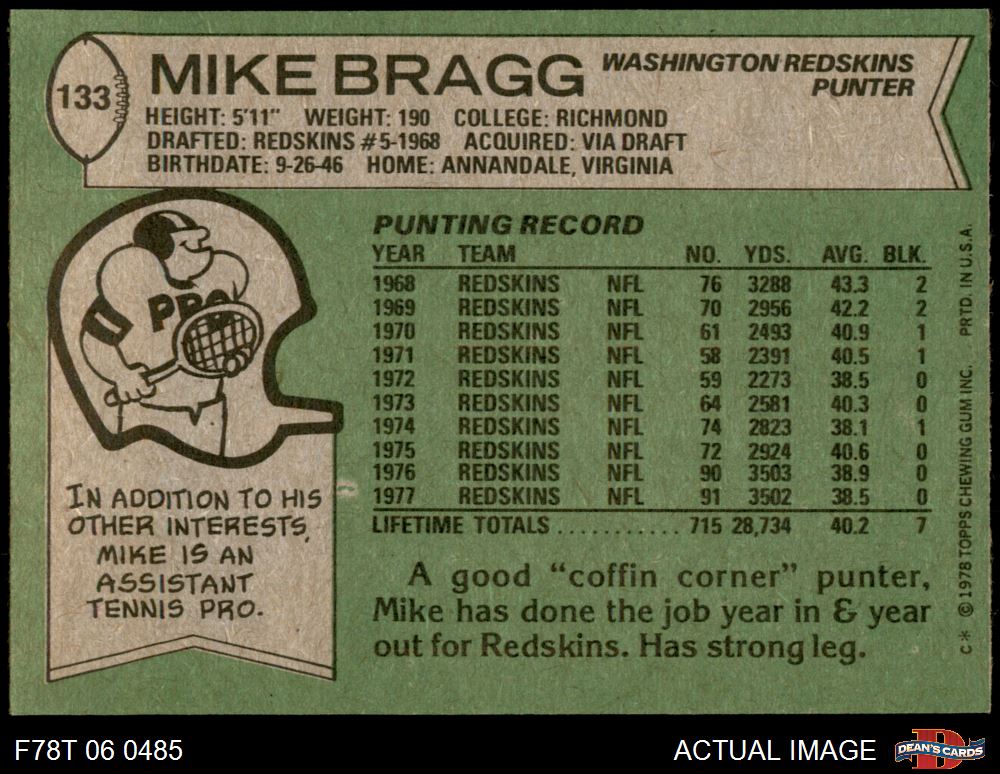 133
MIKE BRAGG
WASHINGTON REDSKINS
PUNTER
HEIGHT: 5'11" WEIGHT: 190 COLLEGE: RICHMOND
DRAFTED: REDSKINS #5-1968 ACQUIRED: VIA DRAFT
BIRTHDATE: 9-26-46 HOME: ANNANDALE, VIRGINIA
PRO
IN ADDITION TO HIS
OTHER INTERESTS,
MIKE IS AN
ASSISTANT
TENNIS PRO.
PUNTING RECORD
YEAR TEAM NO. YDS. AVG. BLK.
1968 REDSKINS NFL 76 3288 43.3 2
1969 REDSKINS NFL 70 2956 42.2 2
1970 REDSKINS NFL 61 2493 40.9 1
1971 REDSKINS NFL 58 2391 40.5 1
1972 REDSKINS NFL 59 2273 38.5 0
1973 REDSKINS NFL 64 2581 40.3 0
1974 REDSKINS NFL 74 2823 38.1 1
1975 REDSKINS NFL 72 2924 40.6 0
1976 REDSKINS NFL 90 3503 38.9 0
1977 REDSKINS NFL 91 3502 38.5 0
LIFETIME TOTALS .......... 715 28,734 40.2 7
A good "coffin corner" punter,
Mike has done the job year in & year
out for Redskins. Has strong leg.
C* © 1978 TOPPS CHEWING GUM INC. PRTD. IN U.S.A.
F78T 06 0485
ACTUAL IMAGE
D
DEAN'S CARDS